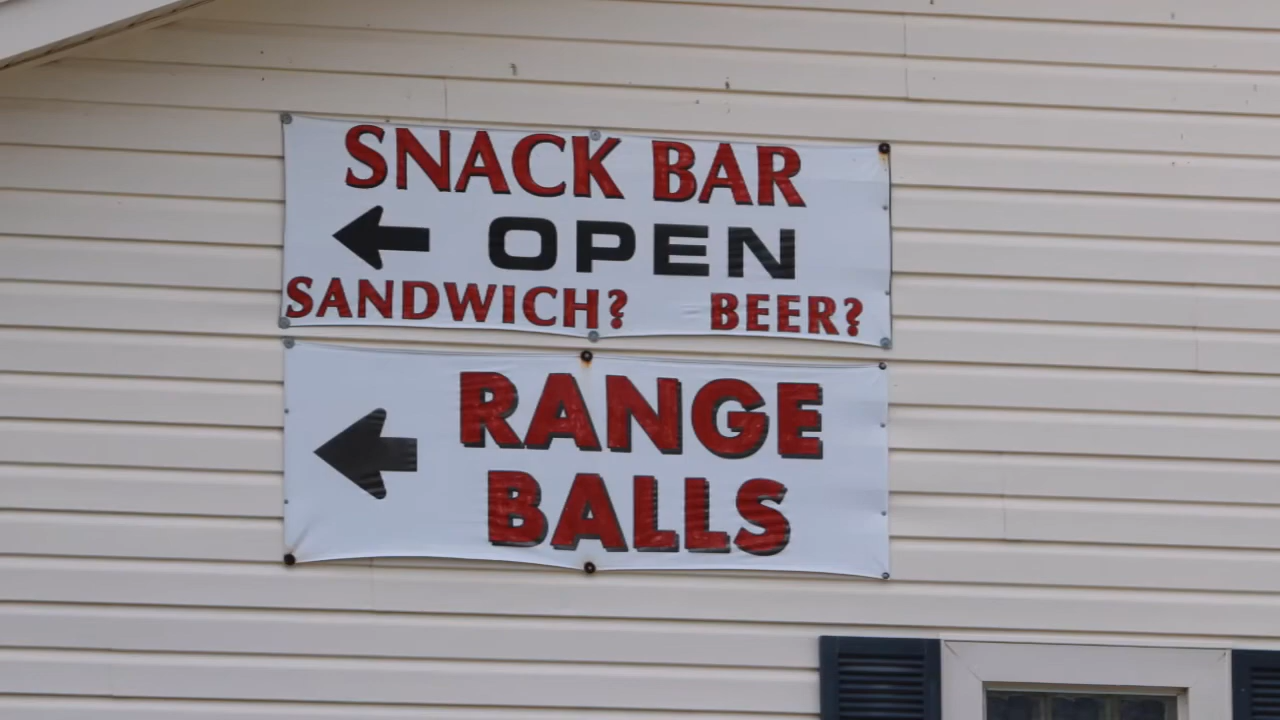 SNACK BAR
OPEN
SANDWICH? BEER?
RANGE
BALLS